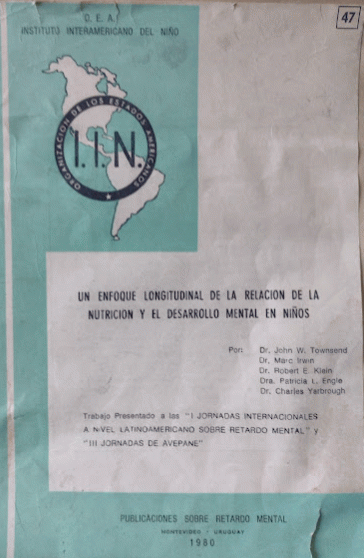 47
O. E. A.
INSTITUTO INTERAMERICANO DEL NIÑO
ORGANIZACION DE LOS ESTADOS AMERICANOS
I.I.N.
UN ENFOQUE LONGITUDINAL DE LA RELACION DE LA
NUTRICION Y EL DESARROLLO MENTAL EN NIÑOS
Por: Dr. John W. Townsend
Dr. Marc Irwin
Dr. Robert E. Klein
Dra. Patricia L. Engle
Dr. Charles Yarbrough
Trabajo Presentado a las "I JORNADAS INTERNACIONALES
A NIVEL LATINOAMERICANO SOBRE RETARDO MENTAL" y
"III JORNADAS DE AVEPANE"
PUBLICACIONES SOBRE RETARDO MENTAL
MONTEVIDEO - URUGUAY
1980